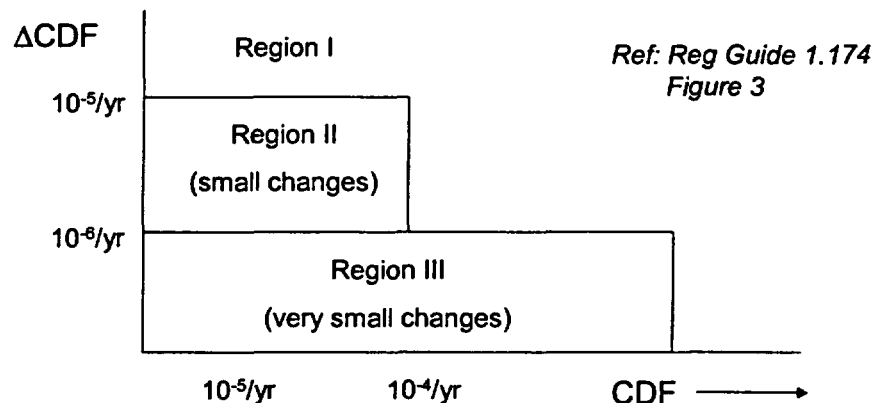 ΔCDF
Region I
Ref: Reg Guide 1.174
Figure 3
10⁻⁵/yr
Region II
(small changes)
10⁻⁶/yr
Region III
(very small changes)
10⁻⁵/yr
10⁻⁴/yr
CDF